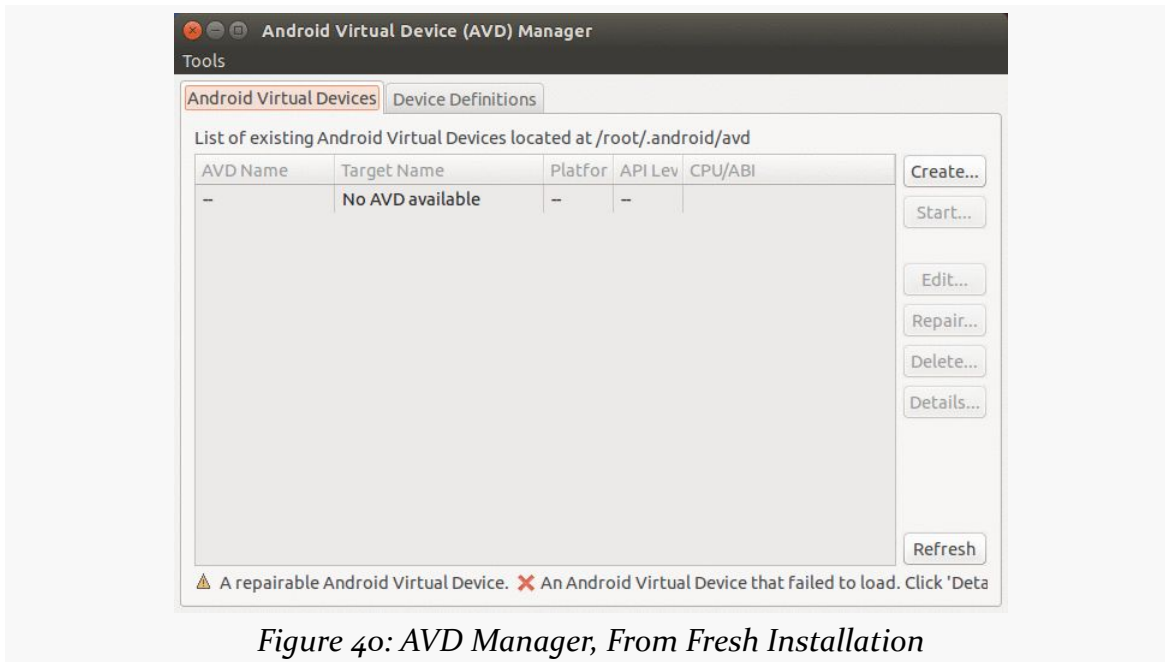 Android Virtual Device (AVD) Manager
Tools
Android Virtual Devices Device Definitions
List of existing Android Virtual Devices located at /root/.android/avd
AVD Name Target Name Platfor API Lev CPU/ABI
-- No AVD available -- --
Create...
Start...
Edit...
Repair...
Delete...
Details...
Refresh
A repairable Android Virtual Device. An Android Virtual Device that failed to load. Click 'Deta
Figure 40: AVD Manager, From Fresh Installation